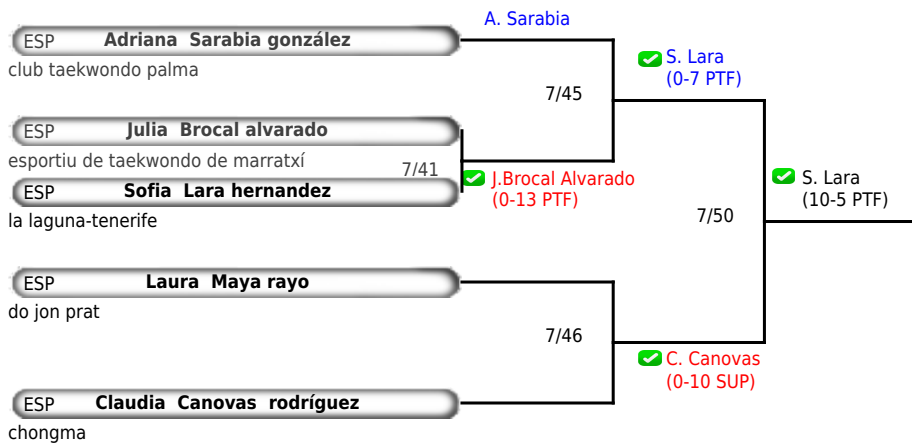 A. Sarabia
ESP Adriana Sarabia gonzález
club taekwondo palma
S. Lara
(0-7 PTF)
7/45
ESP Julia Brocal alvarado
esportiu de taekwondo de marratxí
7/41
ESP Sofia Lara hernandez
la laguna-tenerife
J.Brocal Alvarado
(0-13 PTF)
S. Lara
(10-5 PTF)
7/50
ESP Laura Maya rayo
do jon prat
7/46
C. Canovas
(0-10 SUP)
ESP Claudia Canovas rodríguez
chongma